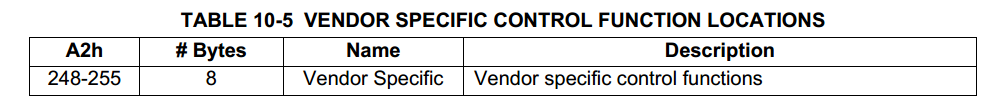 TABLE 10-5 VENDOR SPECIFIC CONTROL FUNCTION LOCATIONS
A2h # Bytes Name Description
248-255 8 Vendor Specific Vendor specific control functions